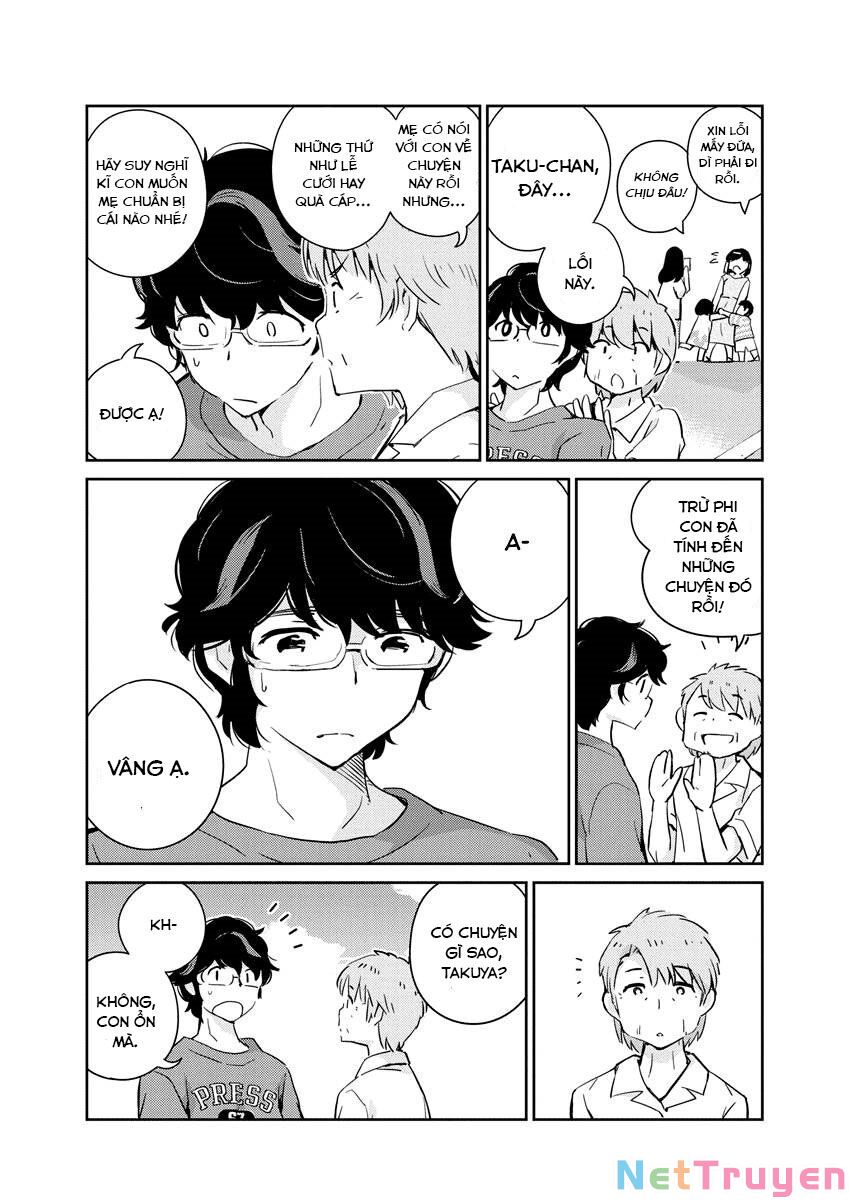 XIN LỖI
MẤY ĐỨA,
DÌ PHẢI ĐI
RỒI.
KHÔNG
CHỊU ĐÂU!
TAKU-CHAN,
ĐÂY...
LỐI
NÀY.
MẸ CÓ NÓI
VỚI CON VỀ
CHUYỆN
NÀY RỒI
NHƯNG...
NHỮNG THỨ
NHƯ LỄ
CƯỚI HAY
QUÀ CÁP...
HÃY SUY NGHĨ
KĨ CON MUỐN
MẸ CHUẨN BỊ
CÁI NÀO NHÉ!
ĐƯỢC Ạ!
PRESS
TRỪ PHI
CON ĐÃ
TÍNH ĐẾN
NHỮNG
CHUYỆN ĐÓ
RỒI!
A-
VÂNG Ạ.
CÓ CHUYỆN
GÌ SAO,
TAKUYA?
KH-
KHÔNG,
CON ỔN
MÀ.
PRESS
NetTruyen